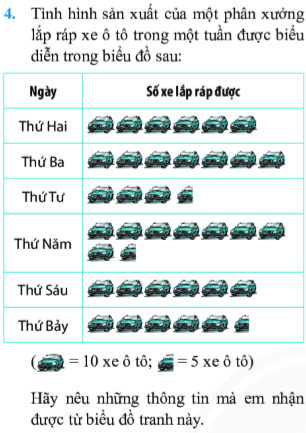 4. Tình hình sản xuất của một phân xưởng
lắp ráp xe ô tô trong một tuần được biểu
diễn trong biểu đồ sau:
Ngày Số xe lắp ráp được
Thứ Hai
Thứ Ba
Thứ Tư
Thứ Năm
Thứ Sáu
Thứ Bảy
( = 10 xe ô tô; = 5 xe ô tô)
Hãy nêu những thông tin mà em nhận
được từ biểu đồ tranh này.